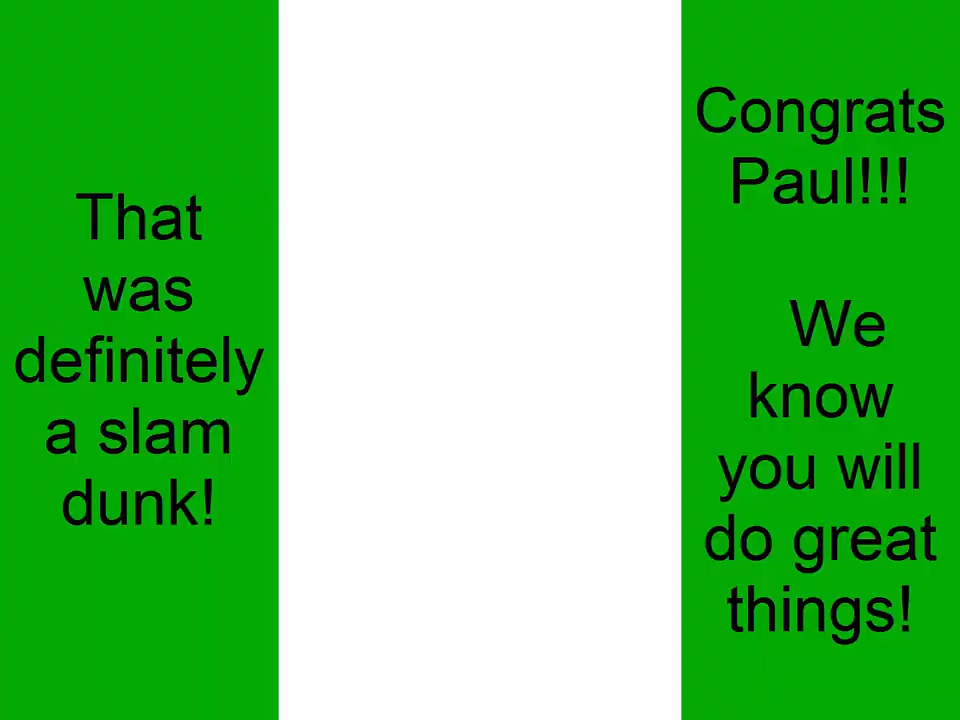 That
was
definitely
a slam
dunk!
Congrats
Paul!!!
We
know
you will
do great
things!